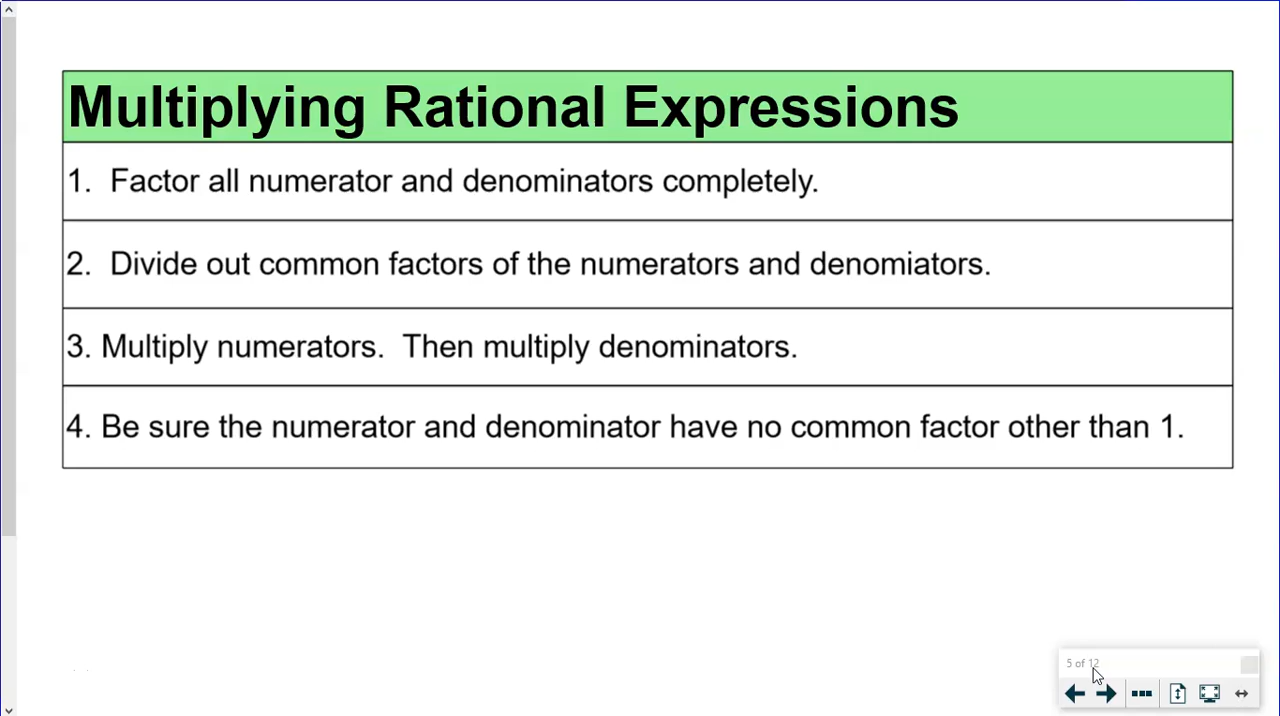 Multiplying Rational Expressions
1.  Factor all numerator and denominators completely.
2.  Divide out common factors of the numerators and denomiators.
3. Multiply numerators.  Then multiply denominators.
4. Be sure the numerator and denominator have no common factor other than 1.
5 of 12